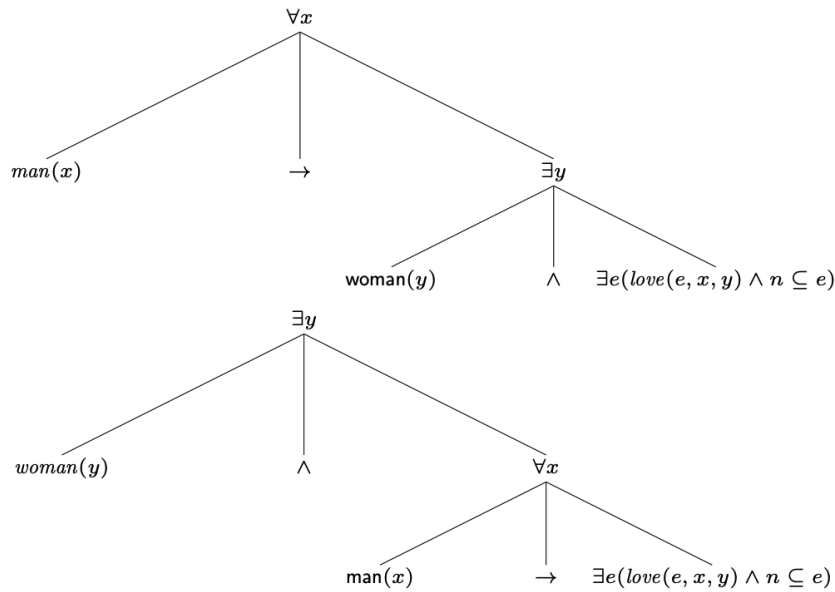 ∀x
man(x) → ∃y
woman(y) ∧ ∃e(love(e, x, y) ∧ n ⊆ e)
∃y
woman(y) ∧ ∀x
man(x) → ∃e(love(e, x, y) ∧ n ⊆ e)